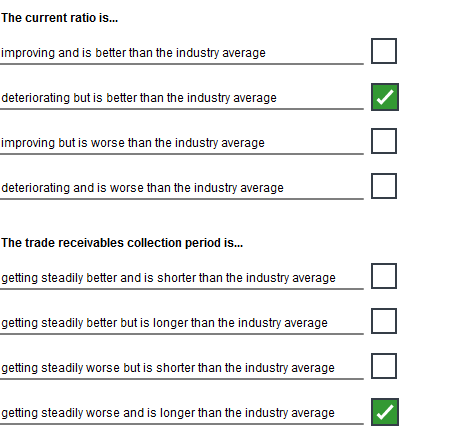 The current ratio is...
improving and is better than the industry average
deteriorating but is better than the industry average
improving but is worse than the industry average
deteriorating and is worse than the industry average
The trade receivables collection period is...
getting steadily better and is shorter than the industry average
getting steadily better but is longer than the industry average
getting steadily worse but is shorter than the industry average
getting steadily worse and is longer than the industry average